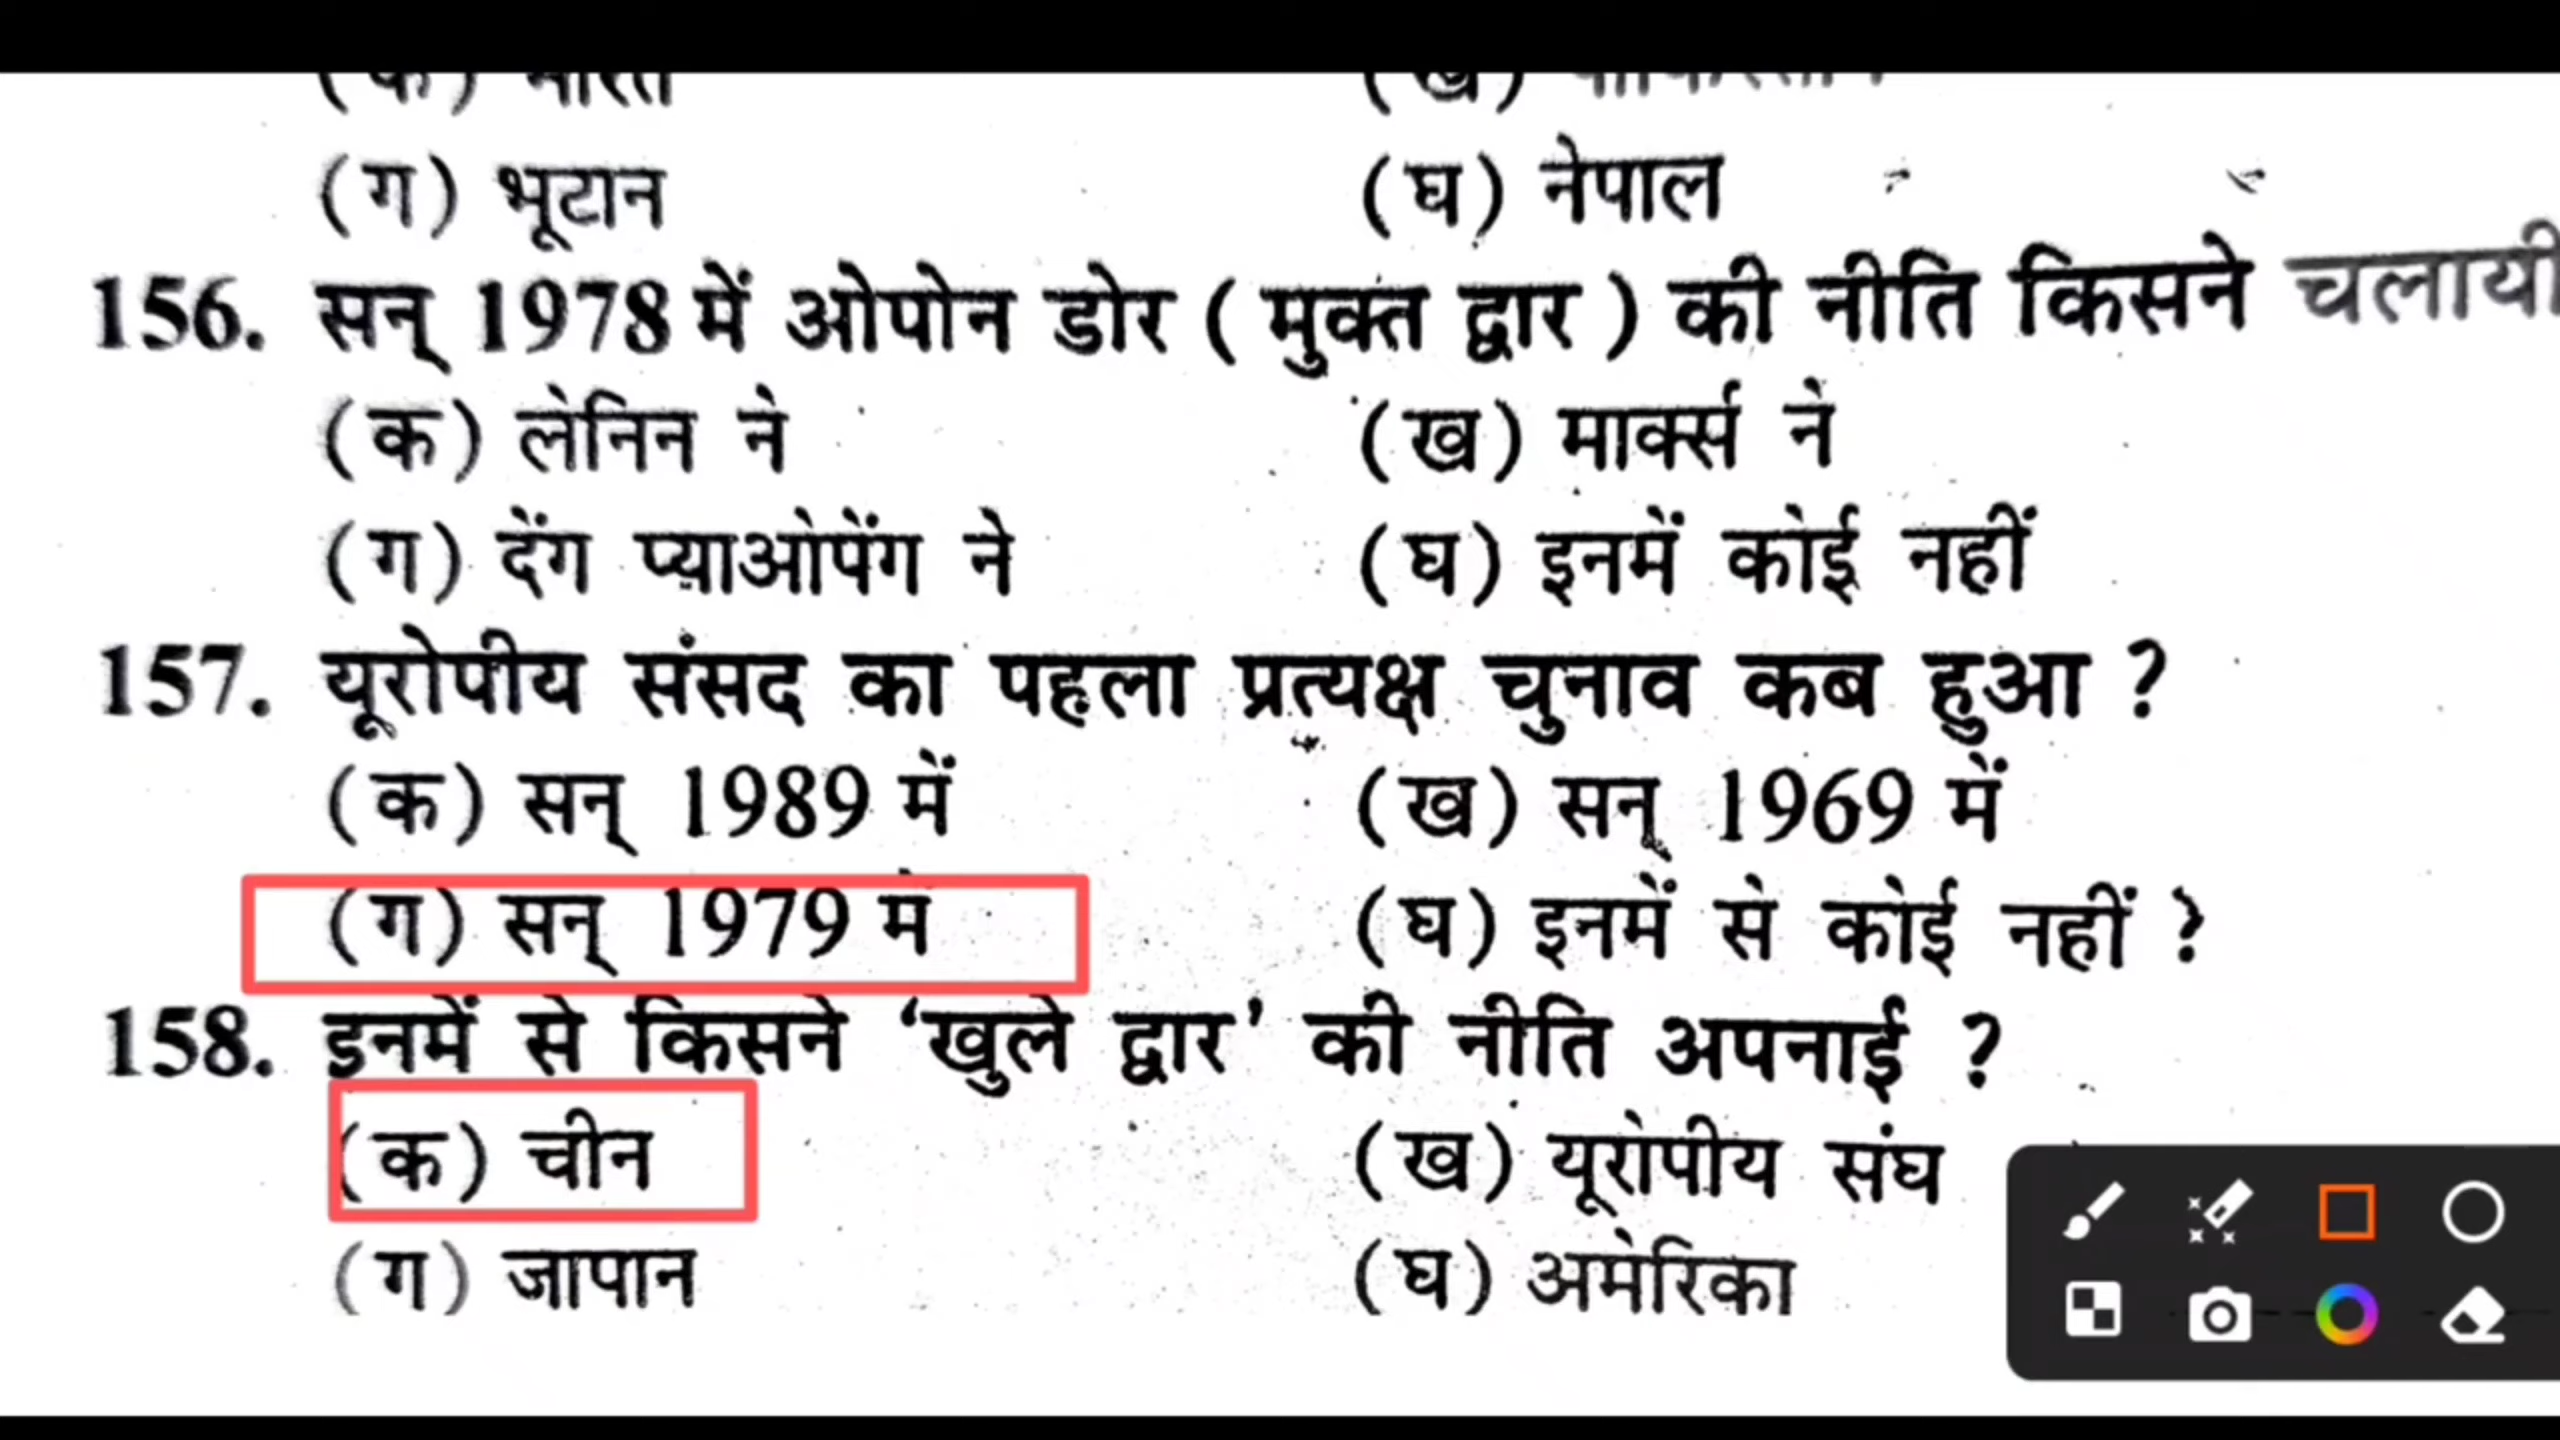 (क) भारत (ख) पाकिस्तान
(ग) भूटान (घ) नेपाल
156. सन् 1978 में ओपोन डोर ( मुक्त द्वार ) की नीति किसने चलायी
(क) लेनिन ने (ख) मार्क्स ने
(ग) देंग प्याओपेंग ने (घ) इनमें कोई नहीं
157. यूरोपीय संसद का पहला प्रत्यक्ष चुनाव कब हुआ ?
(क) सन् 1989 में (ख) सन् 1969 में
(ग) सन् 1979 में (घ) इनमें से कोई नहीं ?
158. इनमें से किसने ‘खुले द्वार’ की नीति अपनाई ?
(क) चीन (ख) यूरोपीय संघ
(ग) जापान (घ) अमेरिका